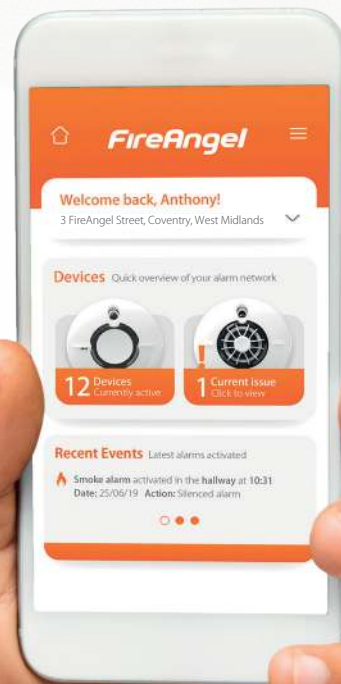 FireAngel
Welcome back, Anthony!
3 FireAngel Street, Coventry, West Midlands
Devices Quick overview of your alarm network
12 Devices
Currently active
! 1 Current issue
Click to view
Recent Events Latest alarms activated
Smoke alarm activated in the hallway at 10:31
Date: 25/06/19 Action: Silenced alarm